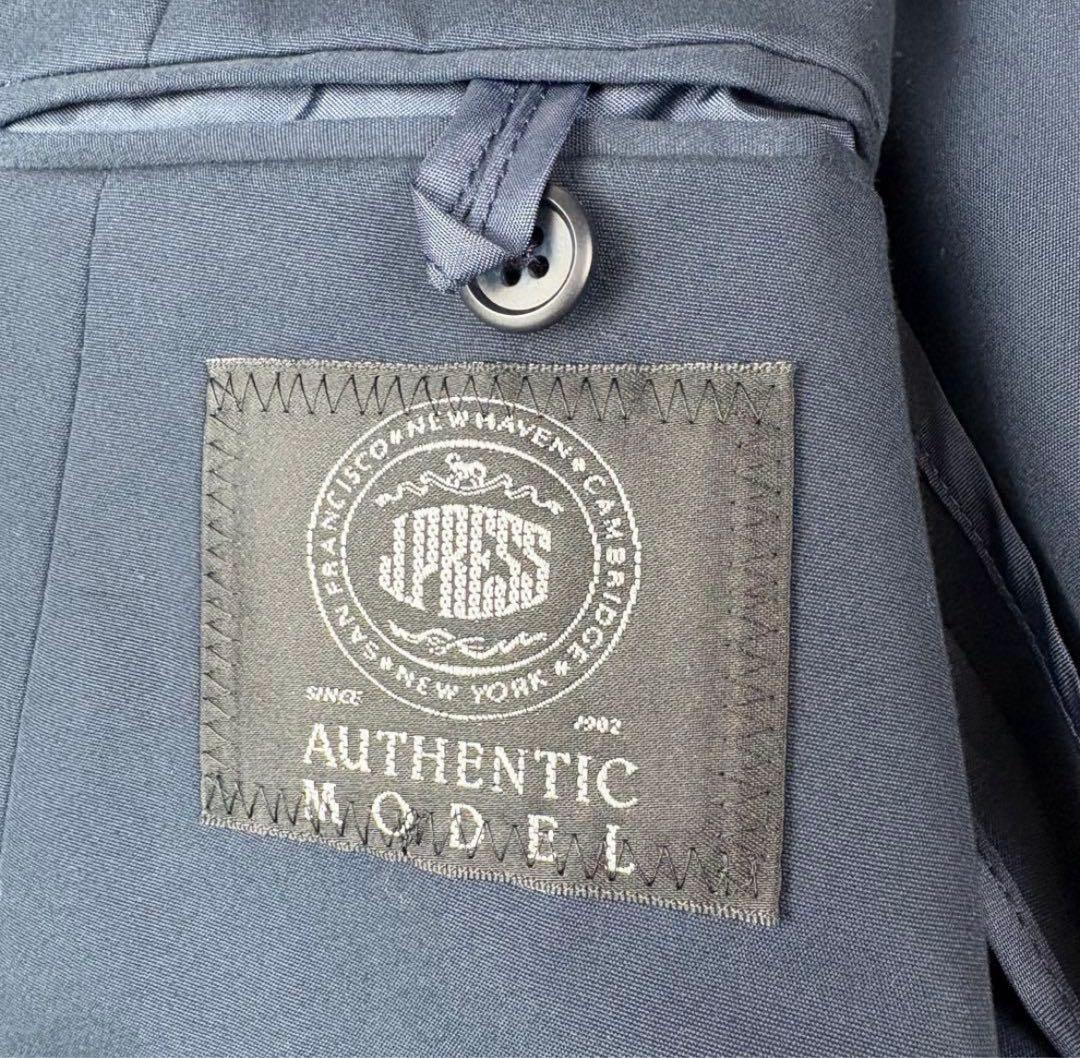 SAN FRANCISCO * NEW HAVEN * CAMBRIDGE * NEW YORK *
J.PRESS
SINCE 1902
AUTHENTIC
MODEL